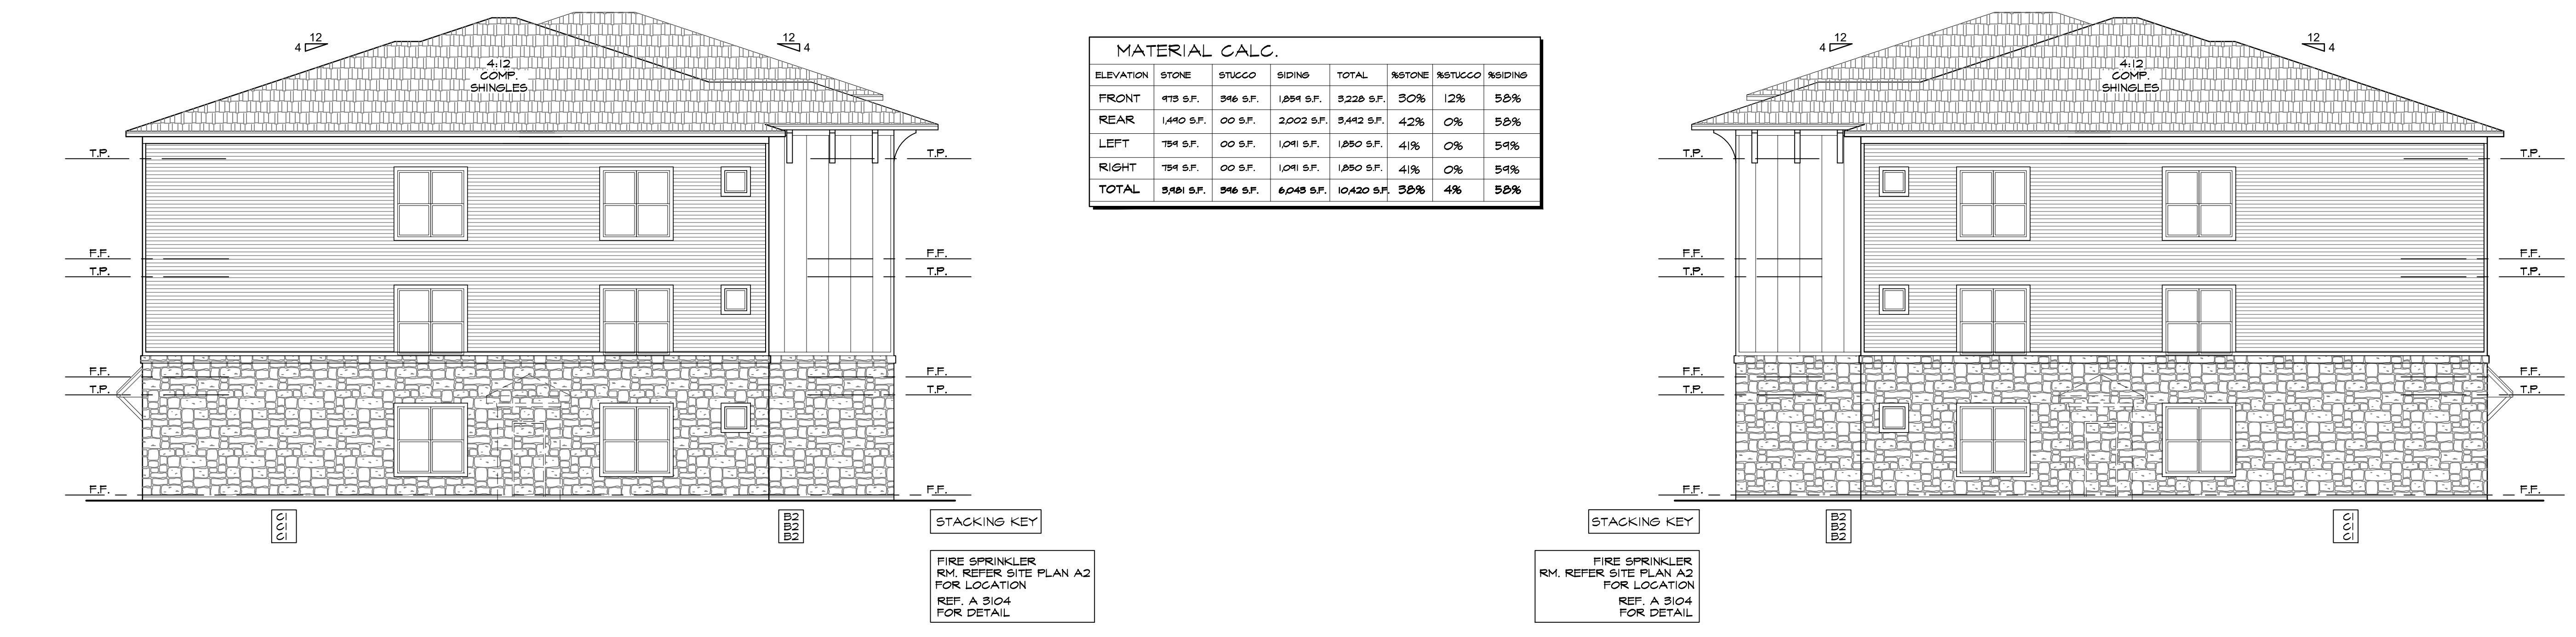 12
4
12
4
4:12
COMP.
SHINGLES
T.P.
T.P.
F.F.
F.F.
T.P.
T.P.
F.F.
F.F.
T.P.
T.P.
F.F.
F.F.
C1
C1
C1
B2
B2
B2
STACKING KEY
FIRE SPRINKLER
RM. REFER SITE PLAN A2
FOR LOCATION
REF. A 3104
FOR DETAIL
MATERIAL CALC.
ELEVATION STONE STUCCO SIDING TOTAL %STONE %STUCCO %SIDING
FRONT 973 S.F. 396 S.F. 1,859 S.F. 3,228 S.F. 30% 12% 58%
REAR 1,490 S.F. 00 S.F. 2,002 S.F. 3,492 S.F. 42% 0% 58%
LEFT 759 S.F. 00 S.F. 1,091 S.F. 1,850 S.F. 41% 0% 59%
RIGHT 759 S.F. 00 S.F. 1,091 S.F. 1,850 S.F. 41% 0% 59%
TOTAL 3,981 S.F. 396 S.F. 6,043 S.F. 10,420 S.F. 38% 4% 58%
12
4
12
4
4:12
COMP.
SHINGLES
T.P.
T.P.
F.F.
F.F.
T.P.
T.P.
F.F.
F.F.
T.P.
T.P.
F.F.
F.F.
STACKING KEY
B2
B2
B2
C1
C1
C1
FIRE SPRINKLER
RM. REFER SITE PLAN A2
FOR LOCATION
REF. A 3104
FOR DETAIL